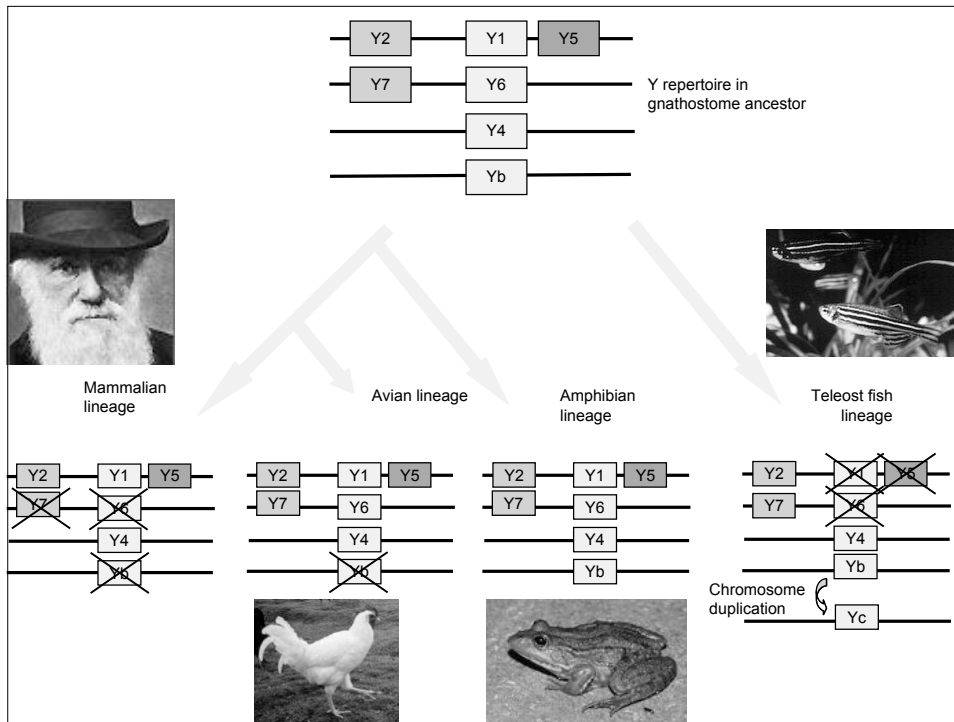 Y2 Y1 Y5
Y7 Y6
Y repertoire in
gnathostome ancestor
Y4
Yb
Mammalian
lineage
Avian lineage
Amphibian
lineage
Teleost fish
lineage
Y2 Y1 Y5
Y7 Y6
Y4
Yb
Y2 Y1 Y5
Y7 Y6
Y4
Yb
Y2 Y1 Y5
Y7 Y6
Y4
Yb
Y2 Y1 Y5
Y7 Y6
Y4
Yb
Chromosome
duplication
Yc